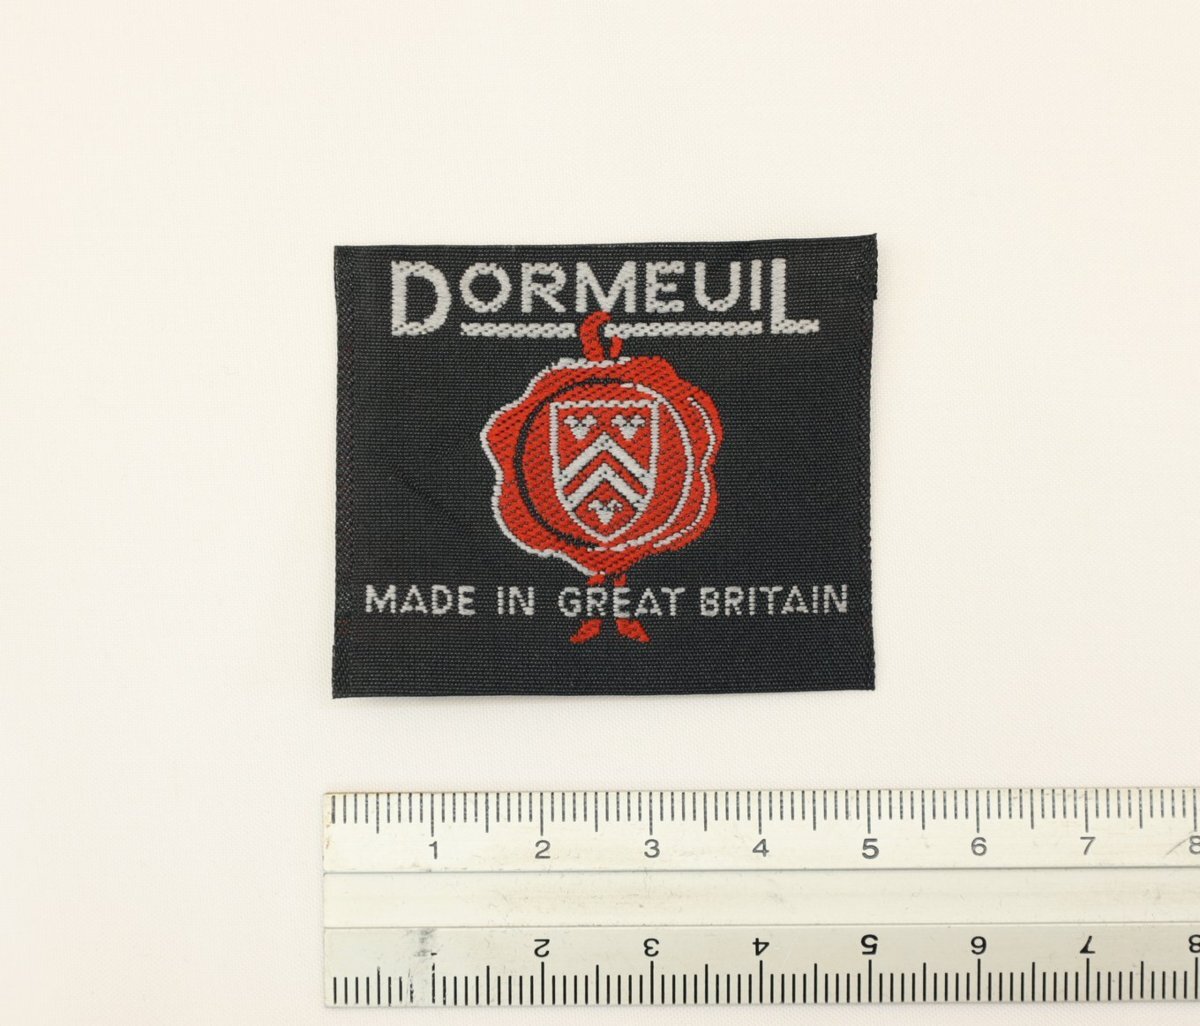 DORMEUIL
MADE IN GREAT BRITAIN
1 2 3 4 5 6 7 8
2 3 4 5 6 7 8